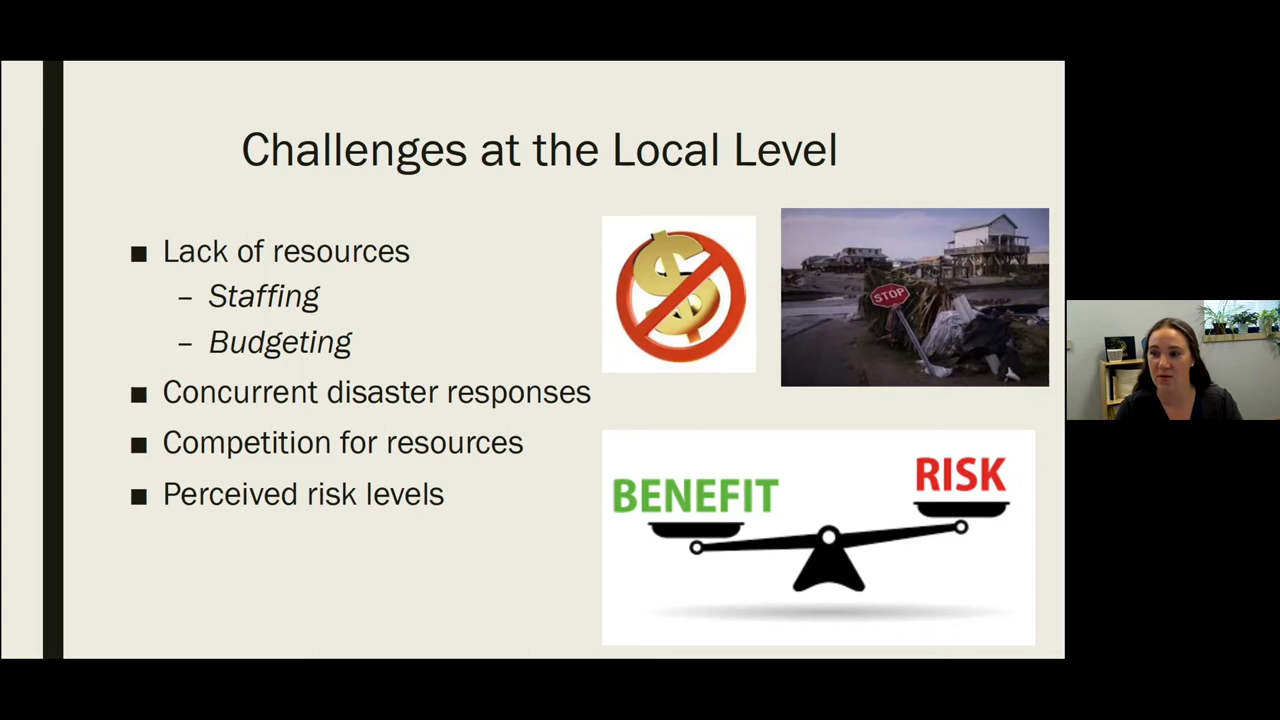 Challenges at the Local Level
■ Lack of resources
– Staffing
– Budgeting
■ Concurrent disaster responses
■ Competition for resources
■ Perceived risk levels
$
STOP
BENEFIT
RISK